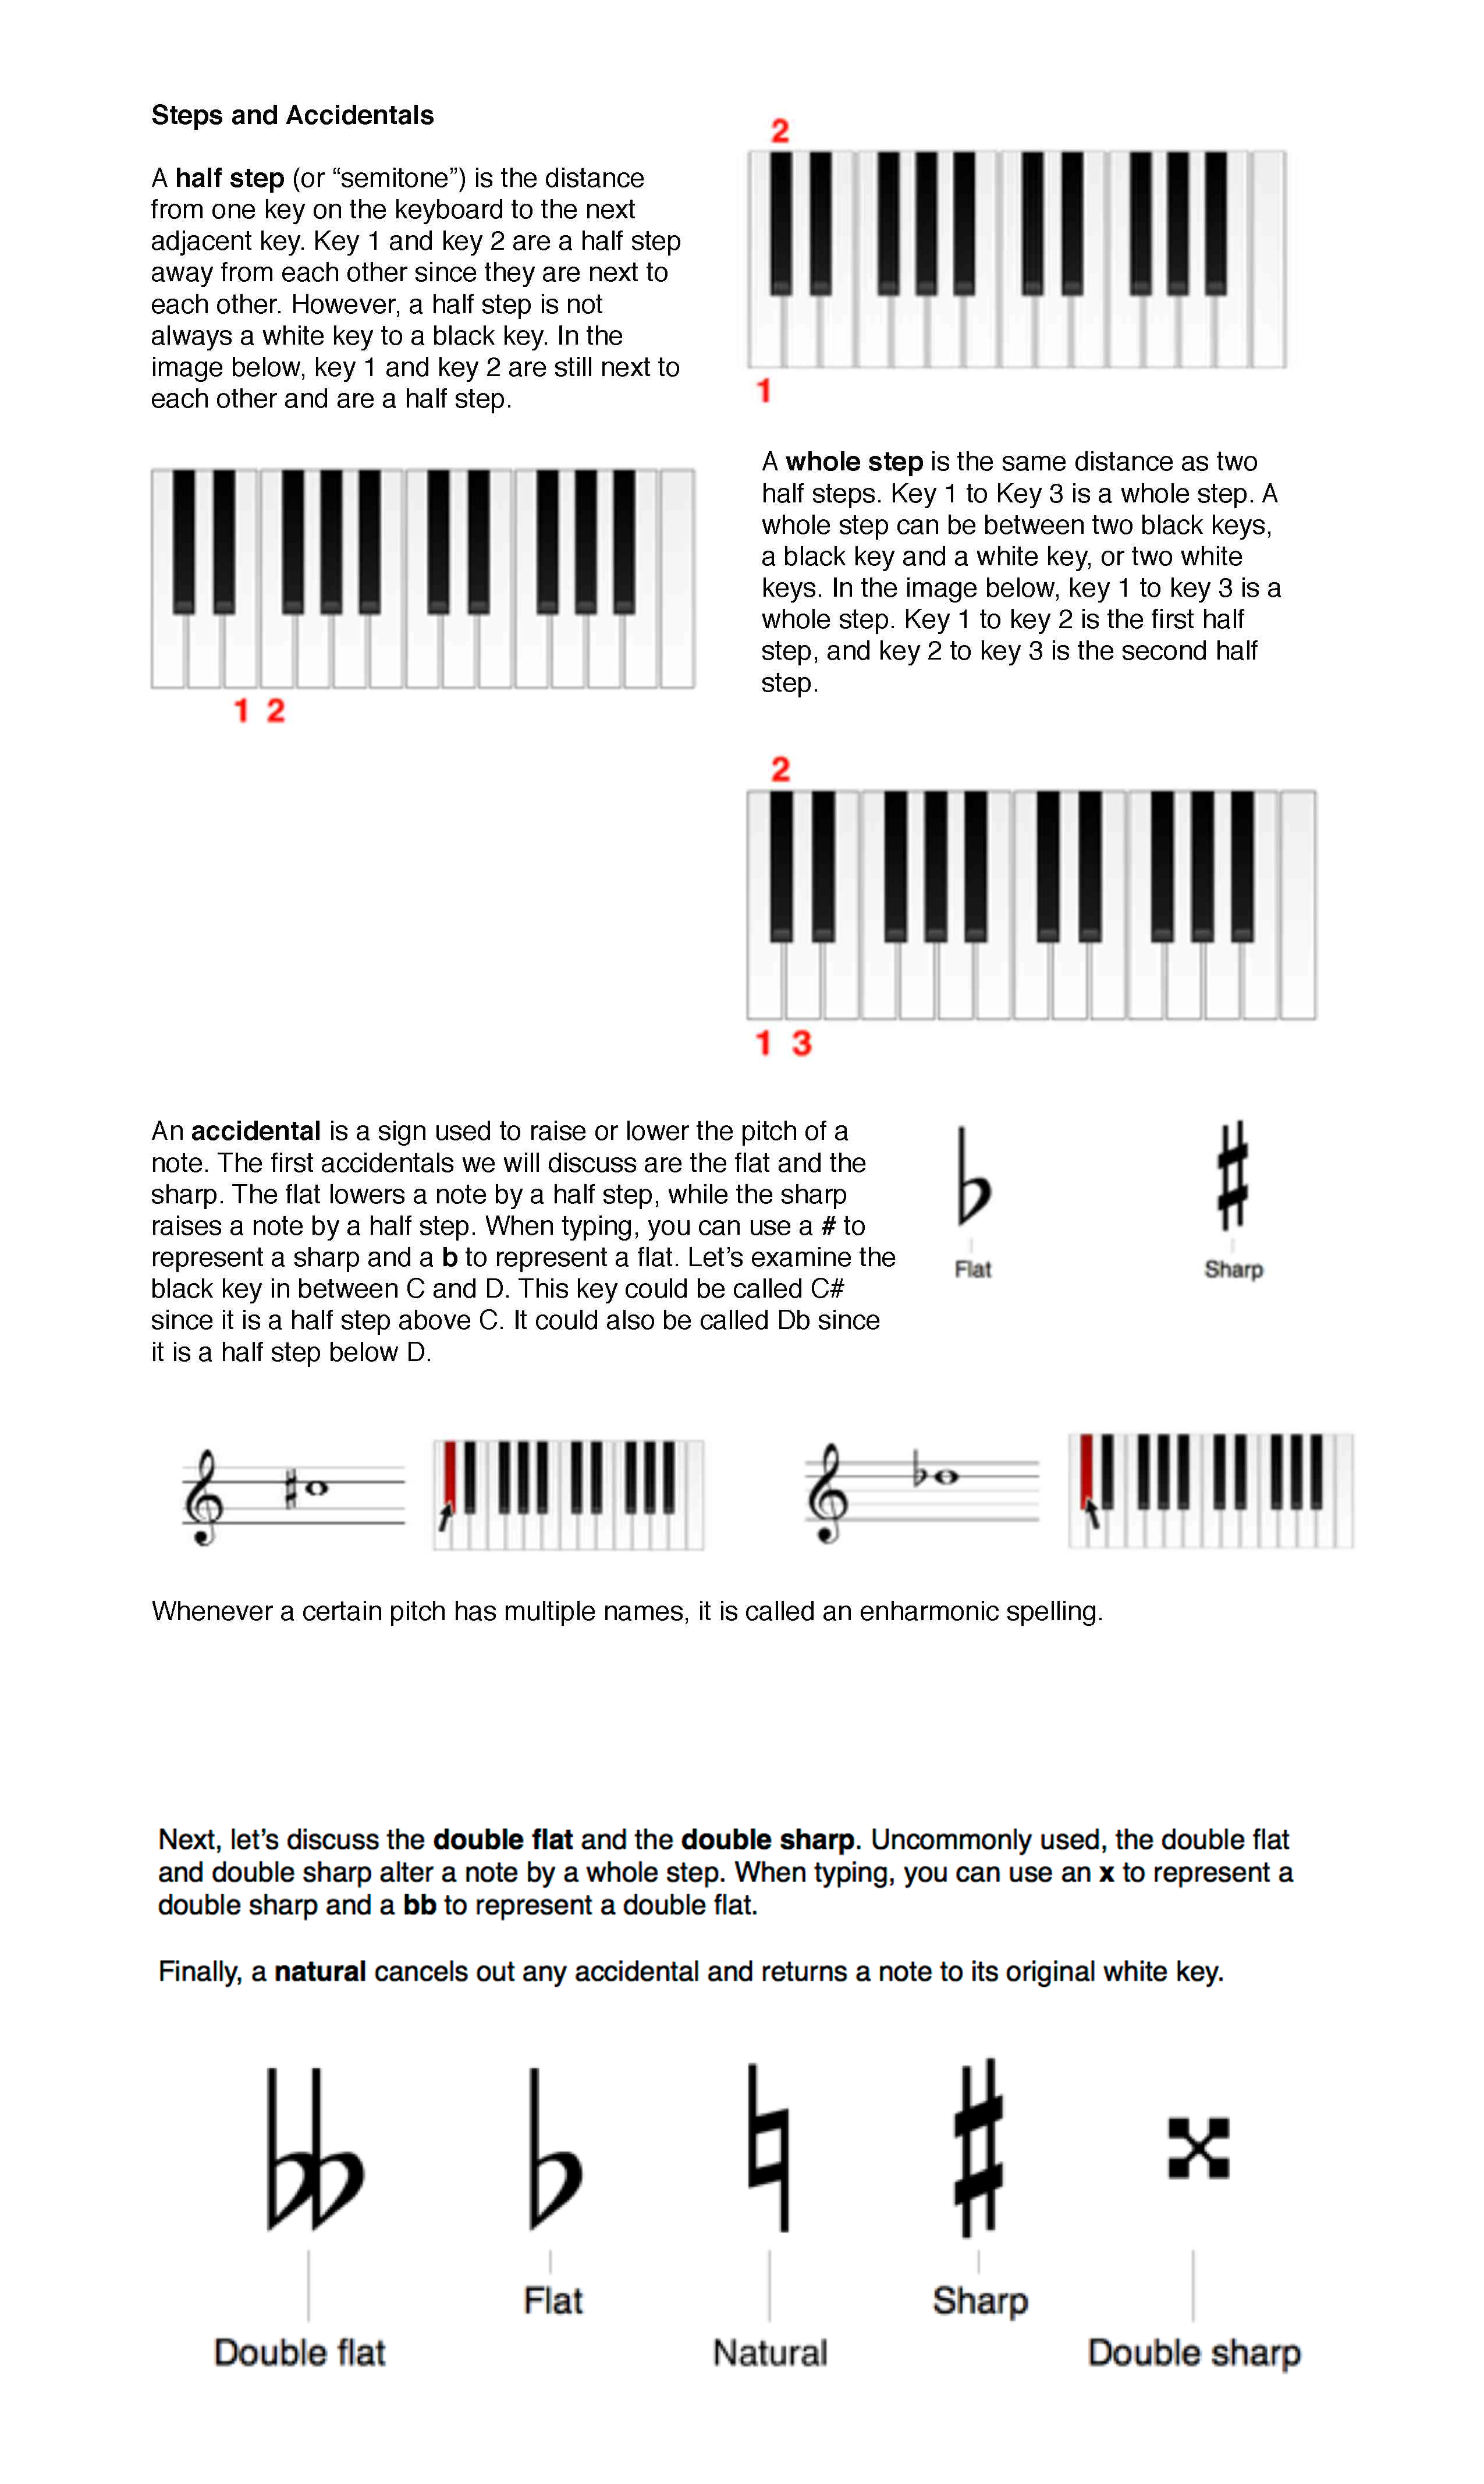 Steps and Accidentals
A half step (or “semitone”) is the distance
from one key on the keyboard to the next
adjacent key. Key 1 and key 2 are a half step
away from each other since they are next to
each other. However, a half step is not
always a white key to a black key. In the
image below, key 1 and key 2 are still next to
each other and are a half step.
2
1
1 2
A whole step is the same distance as two
half steps. Key 1 to Key 3 is a whole step. A
whole step can be between two black keys,
a black key and a white key, or two white
keys. In the image below, key 1 to key 3 is a
whole step. Key 1 to key 2 is the first half
step, and key 2 to key 3 is the second half
step.
2
1 3
An accidental is a sign used to raise or lower the pitch of a
note. The first accidentals we will discuss are the flat and the
sharp. The flat lowers a note by a half step, while the sharp
raises a note by a half step. When typing, you can use a # to
represent a sharp and a b to represent a flat. Let’s examine the
black key in between C and D. This key could be called C#
since it is a half step above C. It could also be called Db since
it is a half step below D.
Flat
Sharp
Whenever a certain pitch has multiple names, it is called an enharmonic spelling.
Next, let’s discuss the double flat and the double sharp. Uncommonly used, the double flat
and double sharp alter a note by a whole step. When typing, you can use an x to represent a
double sharp and a bb to represent a double flat.
Finally, a natural cancels out any accidental and returns a note to its original white key.
Double flat
Flat
Natural
Sharp
Double sharp